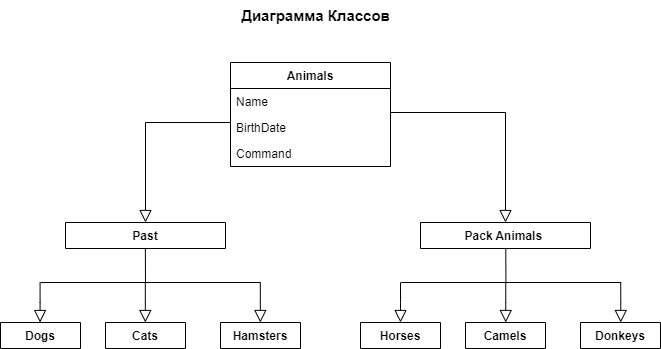 Диаграмма Классов
Animals
Name
BirthDate
Command
Past
Pack Animals
Dogs
Cats
Hamsters
Horses
Camels
Donkeys